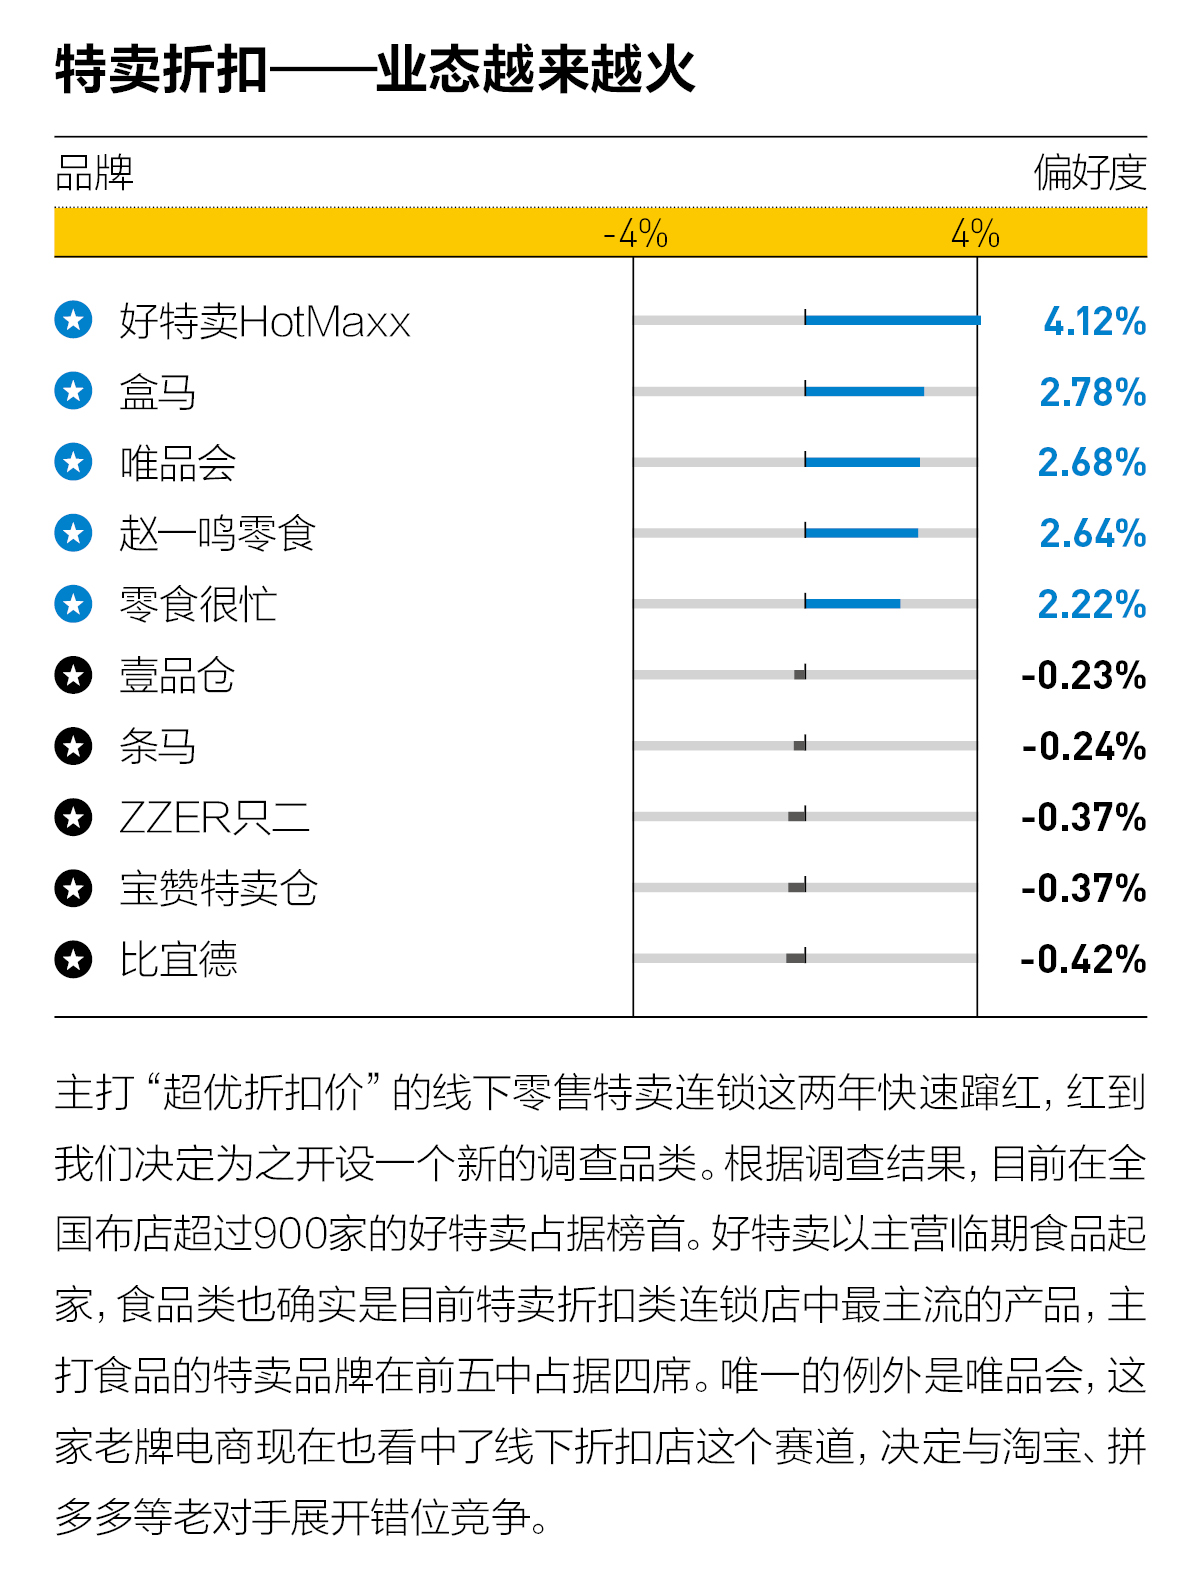 特卖折扣——业态越来越火
品牌 偏好度
-4% 4%
好特卖HotMaxx 4.12%
盒马 2.78%
唯品会 2.68%
赵一鸣零食 2.64%
零食很忙 2.22%
壹品仓 -0.23%
条马 -0.24%
ZZER只二 -0.37%
宝赞特卖仓 -0.37%
比宜德 -0.42%
主打“超优折扣价”的线下零售特卖连锁这两年快速蹿红，红到
我们决定为之开设一个新的调查品类。根据调查结果，目前在全
国布店超过900家的好特卖占据榜首。好特卖以主营临期食品起
家，食品类也确实是目前特卖折扣类连锁店中最主流的产品，主
打食品的特卖品牌在前五中占据四席。唯一的例外是唯品会，这
家老牌电商现在也看中了线下折扣店这个赛道，决定与淘宝、拼
多多等老对手展开错位竞争。